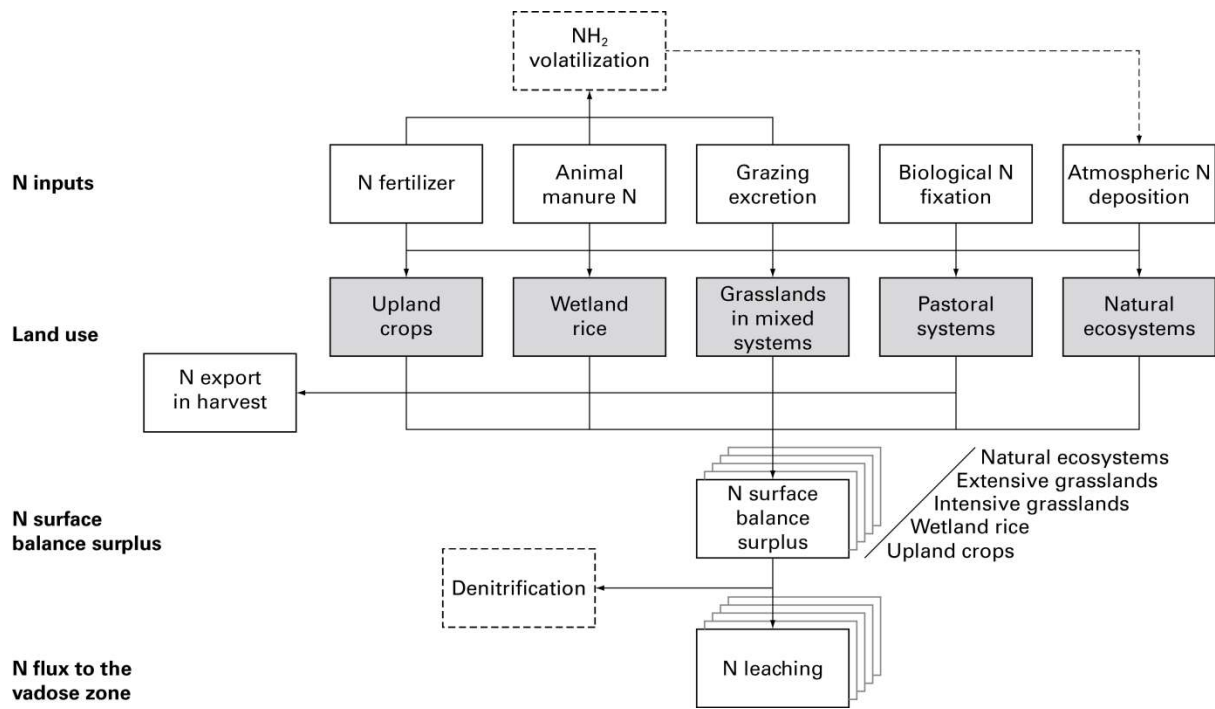 NH₂
volatilization
N inputs
N fertilizer
Animal
manure N
Grazing
excretion
Biological N
fixation
Atmospheric N
deposition
Land use
Upland
crops
Wetland
rice
Grasslands
in mixed
systems
Pastoral
systems
Natural
ecosystems
N export
in harvest
N surface
balance surplus
N surface
balance
surplus
Natural ecosystems
Extensive grasslands
Intensive grasslands
Wetland rice
Upland crops
Denitrification
N flux to the
vadose zone
N leaching